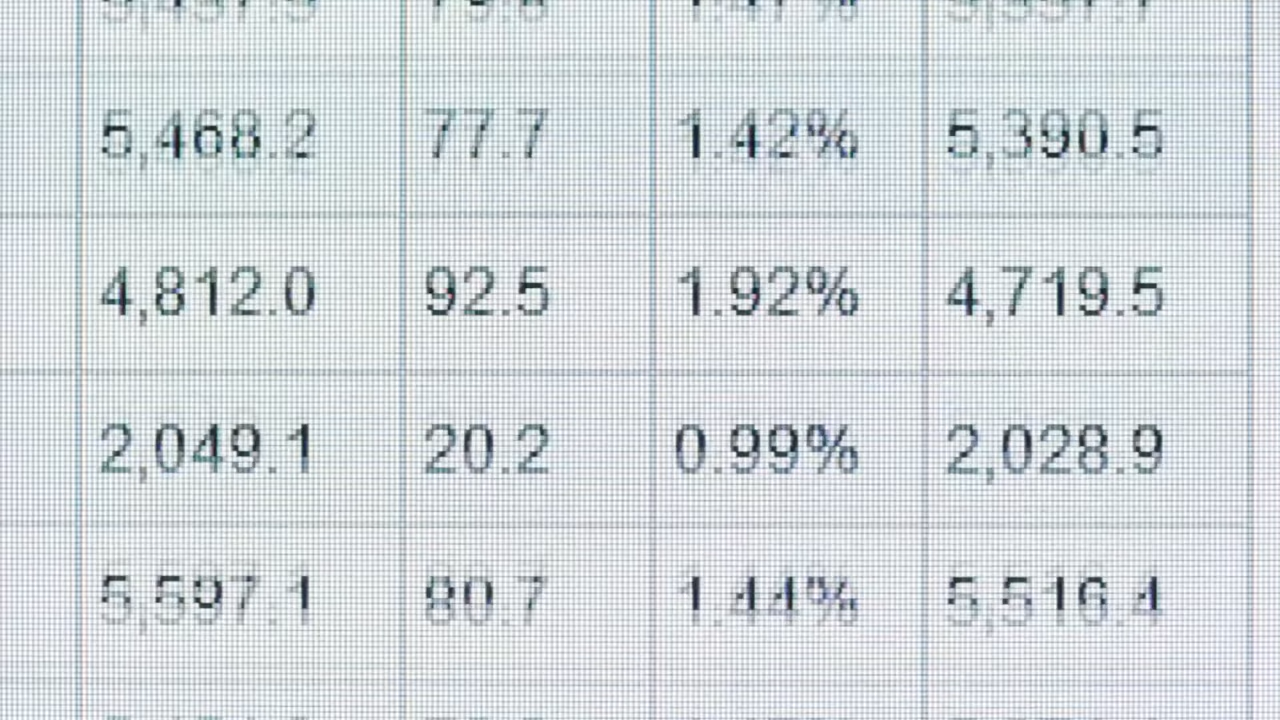 5,468.2 77.7 1.42% 5,390.5
4,812.0 92.5 1.92% 4,719.5
2,049.1 20.2 0.99% 2,028.9
5,597.1 80.7 1.44% 5,516.4